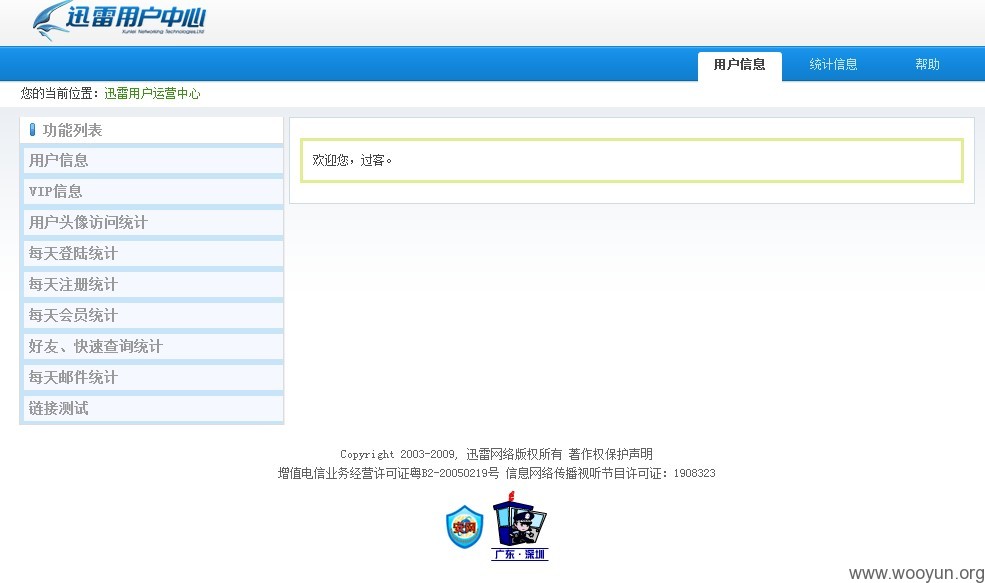 迅雷用户中心
Xunlei Networking Technologies,Ltd
用户信息 统计信息 帮助
您的当前位置：迅雷用户运营中心
功能列表
用户信息
VIP信息
用户头像访问统计
每天登陆统计
每天注册统计
每天会员统计
好友、快速查询统计
每天邮件统计
链接测试
欢迎您，过客。
Copyright 2003-2009, 迅雷网络版权所有 著作权保护声明
增值电信业务经营许可证粤B2-20050219号 信息网络传播视听节目许可证：1908323
广东·深圳
www.wooyun.org